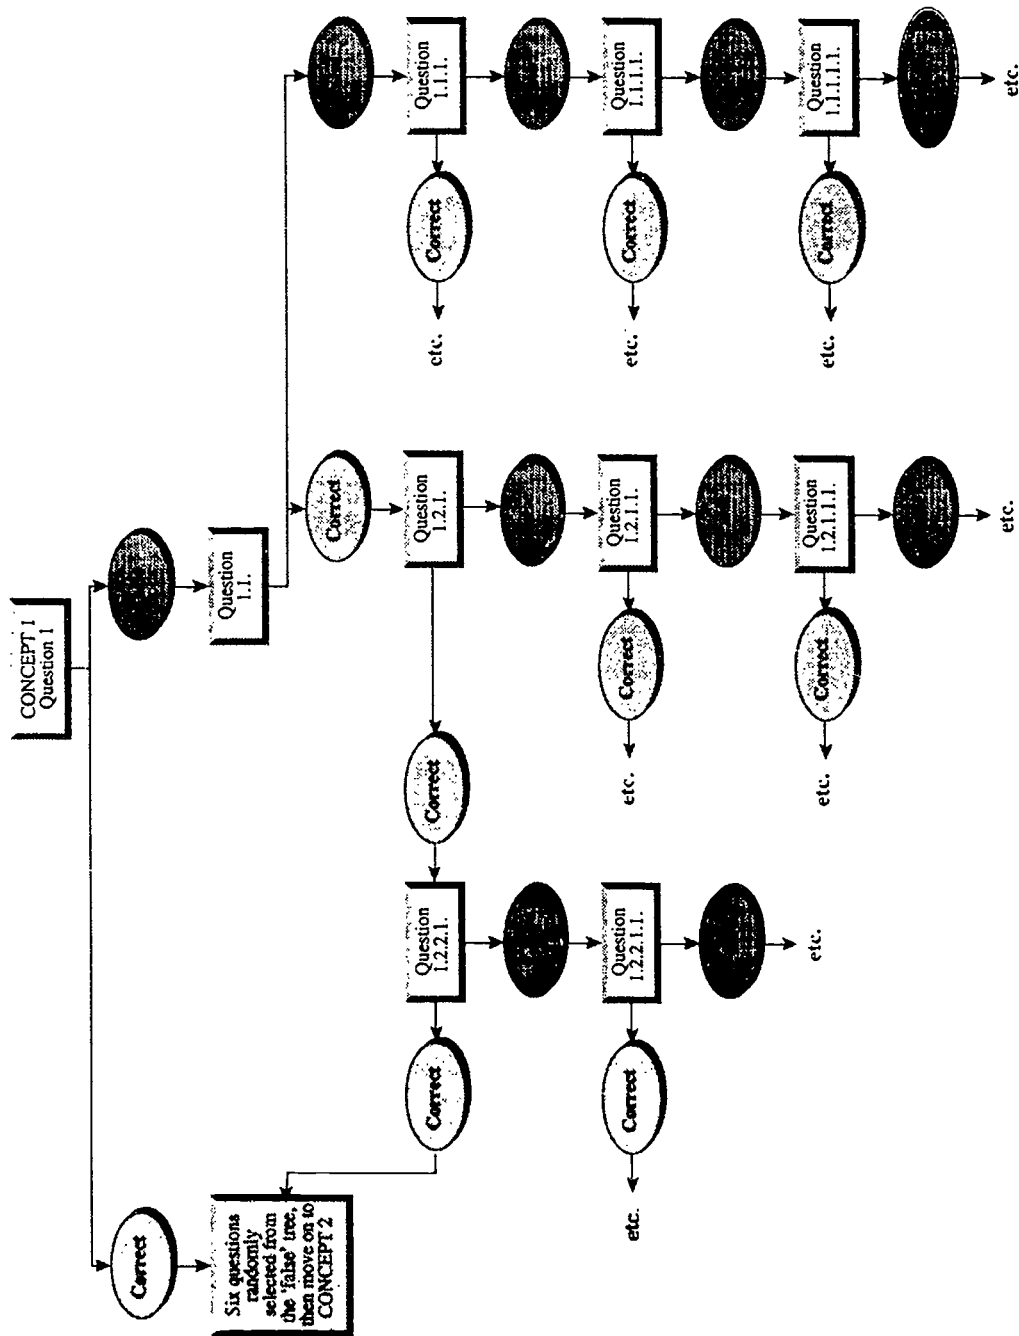 CONCEPT 1
Question 1
Correct
Six questions
randomly
selected from
the 'false' tree,
then move on to
CONCEPT 2
Question
1.1.
Correct
Question
1.2.1.
Correct
Question
1.2.2.1.
Correct
Question
1.2.2.1.1.
Correct
etc.
etc.
Question
1.2.1.1.
Correct
etc.
Question
1.2.1.1.1.
Correct
etc.
etc.
Question
1.1.1.
Correct
etc.
Question
1.1.1.1.
Correct
etc.
Question
1.1.1.1.1.
Correct
etc.
etc.